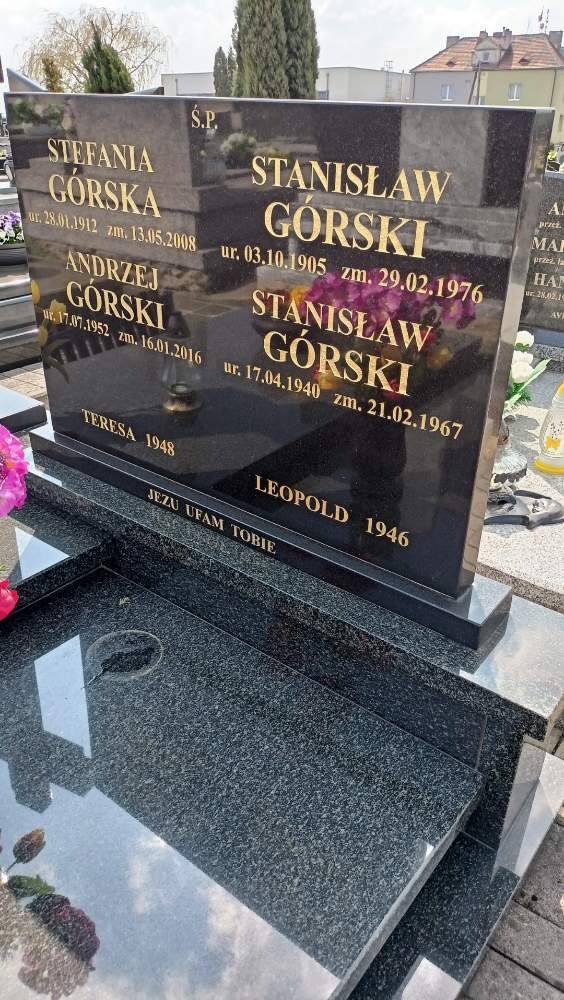 Ś.P.
STEFANIA
GÓRSKA
ur. 28.01.1912 zm. 13.05.2008
ANDRZEJ
GÓRSKI
ur. 17.07.1952 zm. 16.01.2016
TERESA 1948
STANISŁAW
GÓRSKI
ur. 03.10.1905 zm. 29.02.1976
STANISŁAW
GÓRSKI
ur. 17.04.1940 zm. 21.02.1967
LEOPOLD 1946
JEZU UFAM TOBIE